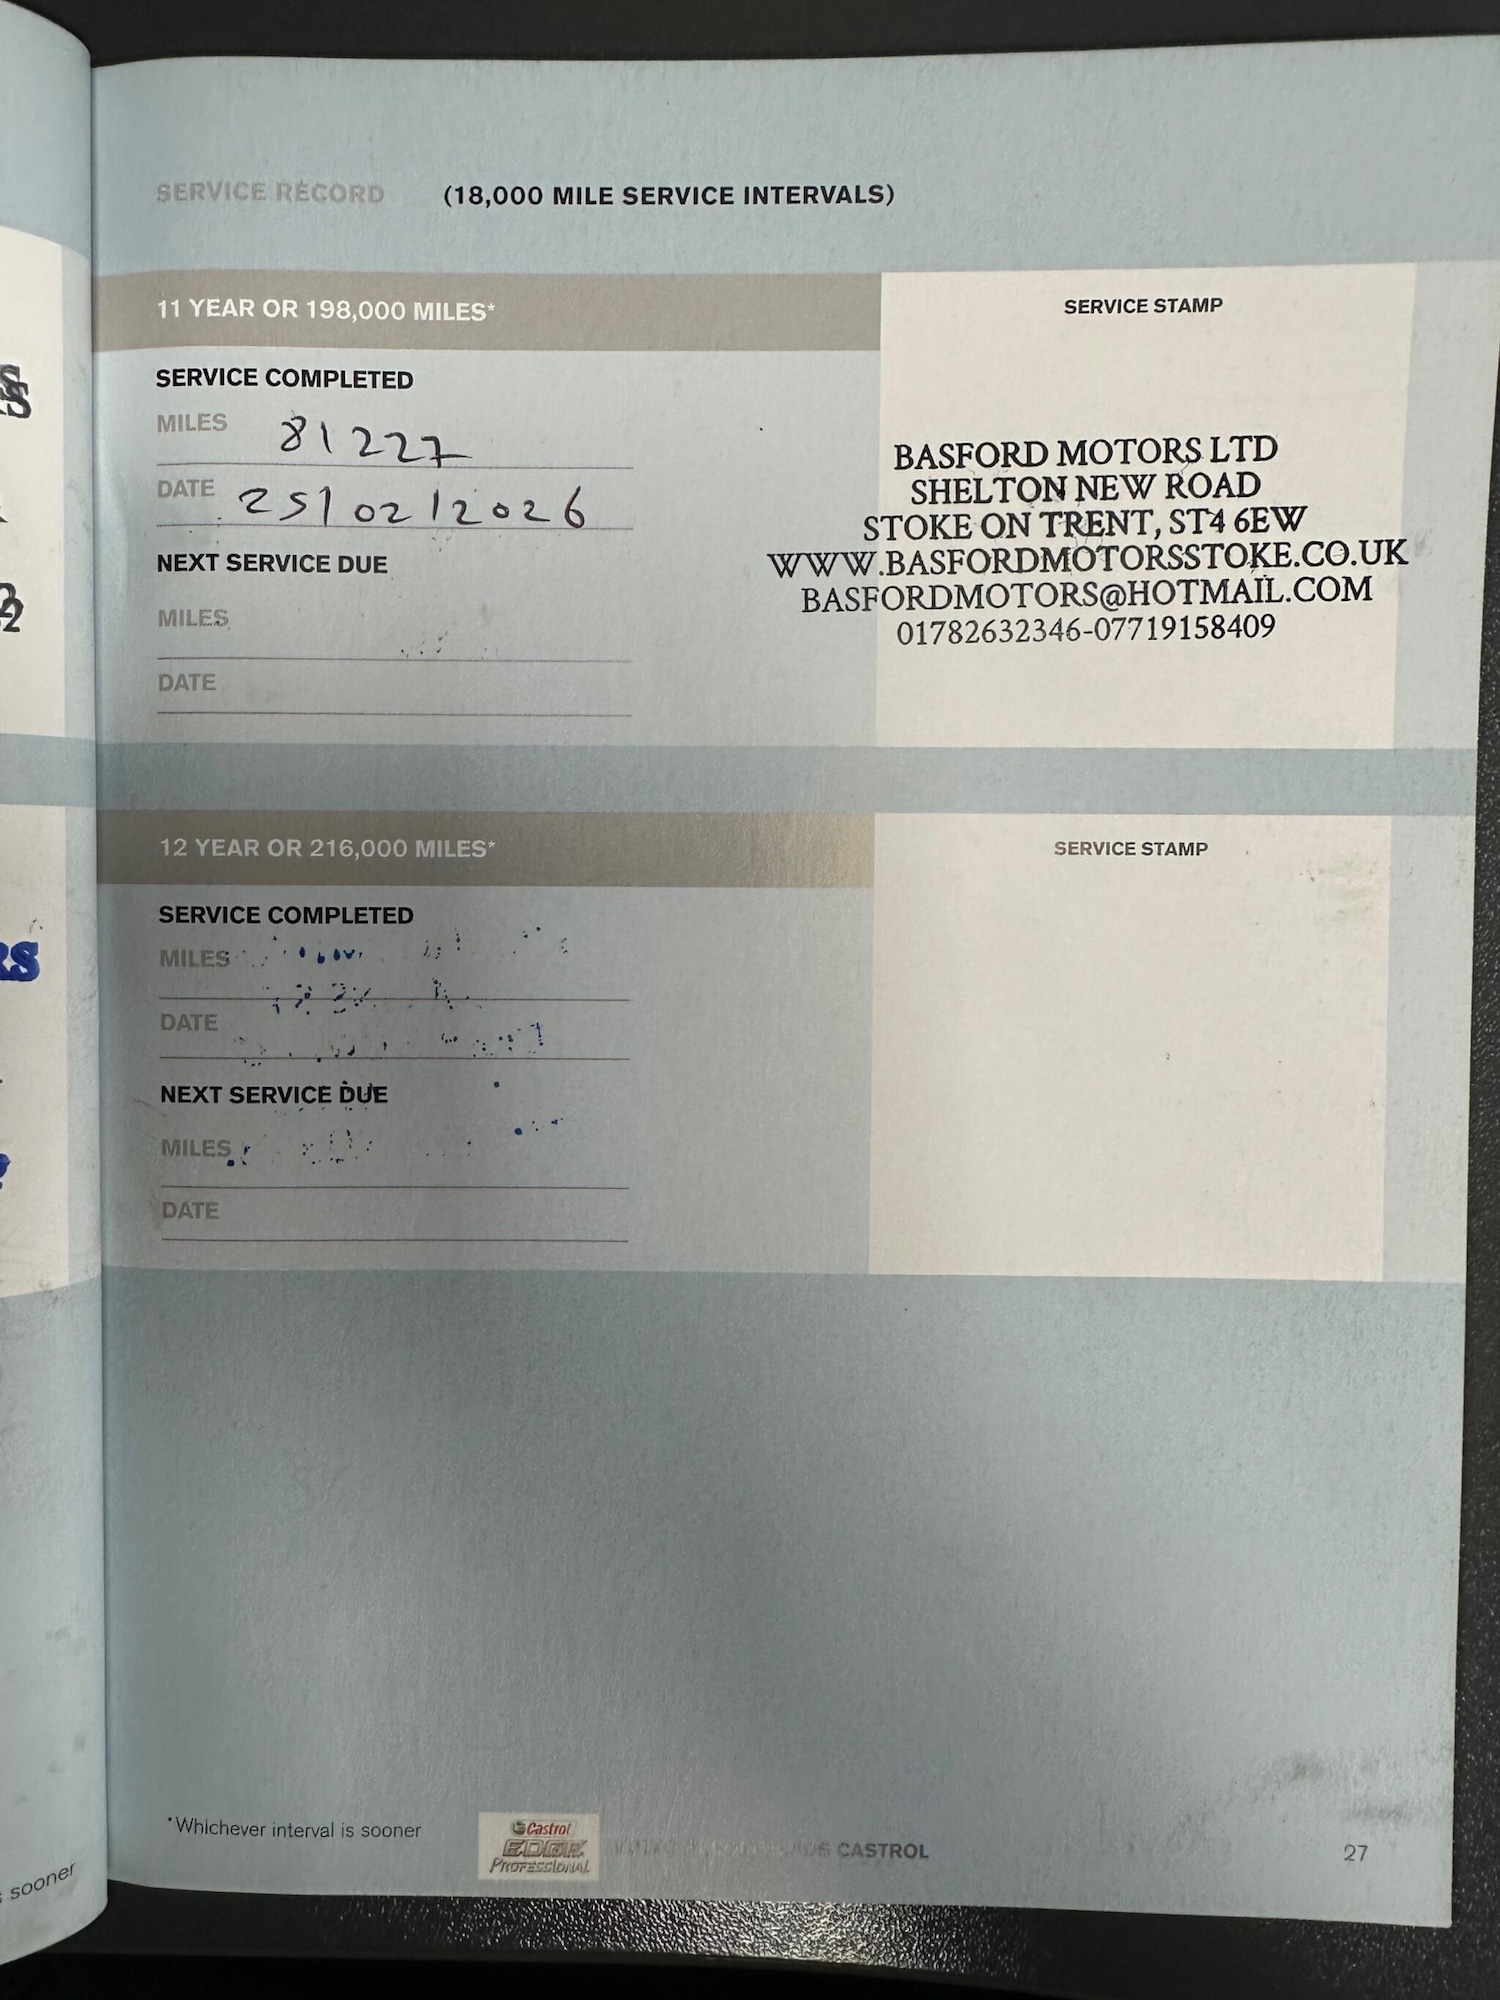 SERVICE RECORD (18,000 MILE SERVICE INTERVALS)
11 YEAR OR 198,000 MILES*
SERVICE COMPLETED
MILES 81227
DATE 25/02/2026
NEXT SERVICE DUE
MILES
DATE
SERVICE STAMP
BASFORD MOTORS LTD
SHELTON NEW ROAD
STOKE ON TRENT, ST4 6EW
WWW.BASFORDMOTORSSTOKE.CO.UK
BASFORDMOTORS@HOTMAIL.COM
01782632346-07719158409
12 YEAR OR 216,000 MILES*
SERVICE COMPLETED
MILES
DATE
NEXT SERVICE DUE
MILES
DATE
SERVICE STAMP
*Whichever interval is sooner
Castrol
EDGE
PROFESSIONAL
CASTROL
27
sooner